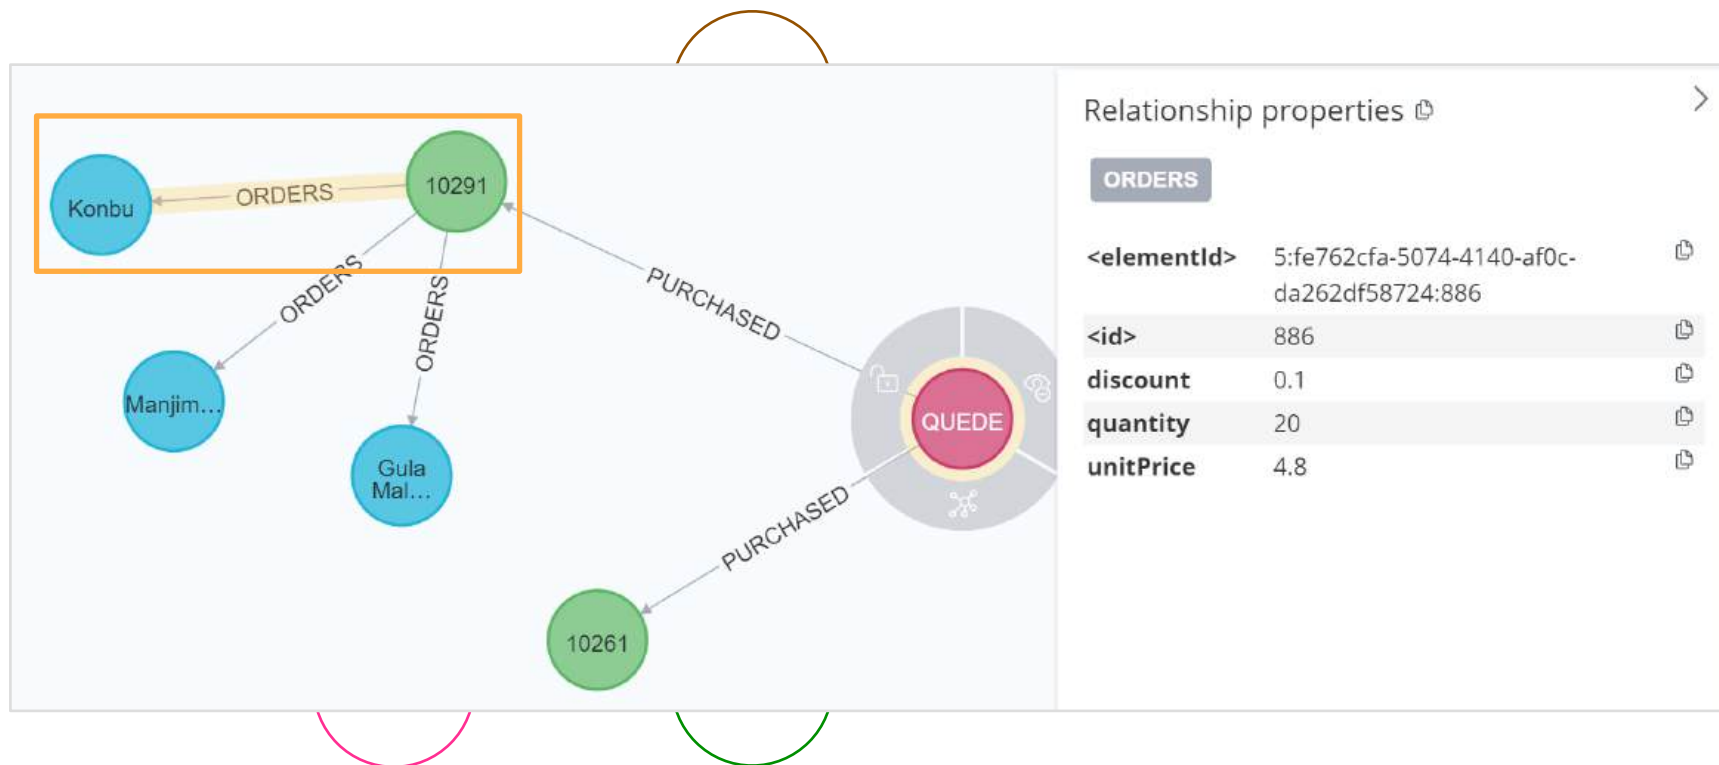 Konbu
ORDERS
10291
ORDERS
ORDERS
Manjim...
Gula
Mal...
PURCHASED
QUEDE
PURCHASED
10261
Relationship properties
ORDERS
<elementId> 5:fe762cfa-5074-4140-af0c-
da262df58724:886
<id> 886
discount 0.1
quantity 20
unitPrice 4.8